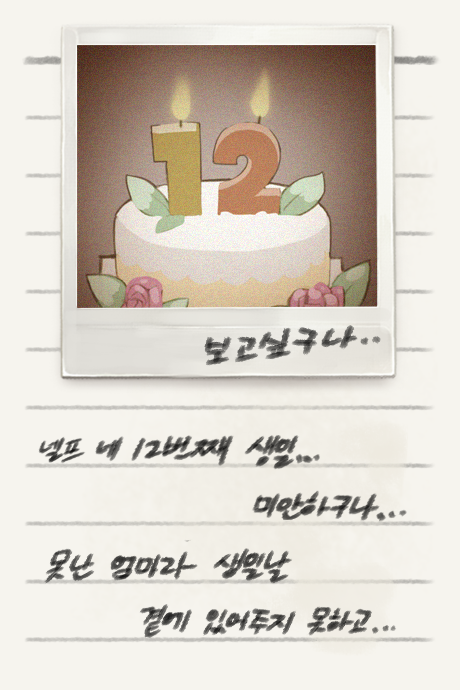 12
보고싶구나..
넬프 네 12번째 생일...
미안하구나...
못난 엄마라 생일날
곁에 있어주지 못하고...